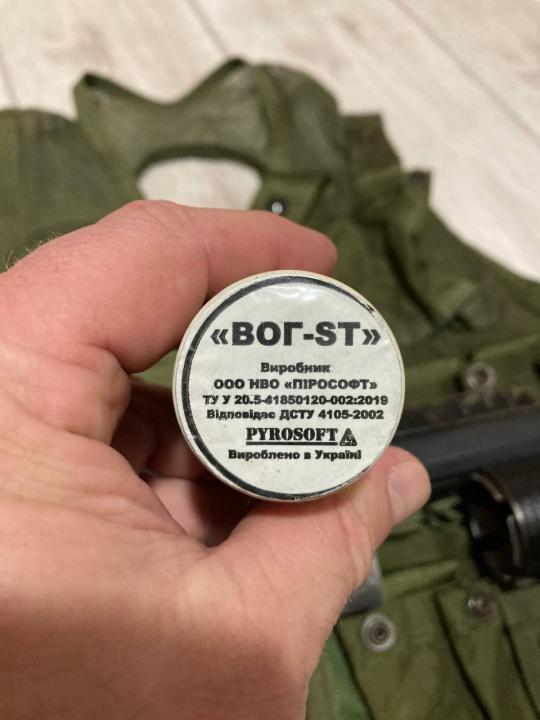 «ВОГ-ST»
Виробник
ООО НВО «ПІРОСОФТ»
ТУ У 20.5-41850120-002:2019
Відповідає ДСТУ 4105-2002
PYROSOFT
Вироблено в Україні